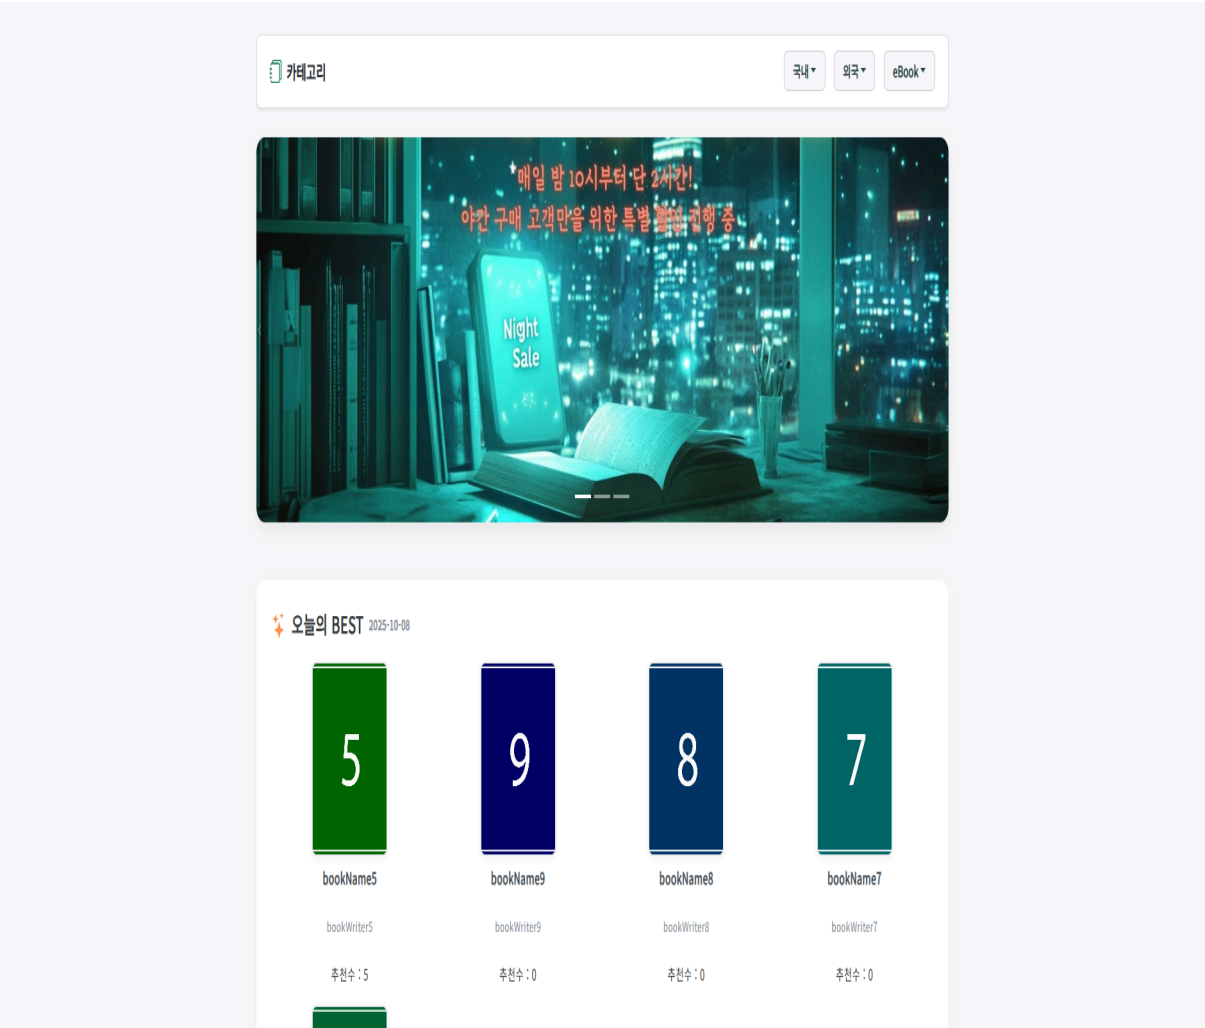 카테고리
국내 외국 eBook
매일 밤 10시부터 단 2시간!
야간 구매 고객만을 위한 특별 할인 진행 중
Night
Sale
오늘의 BEST 2025-10-08
5 9 8 7
bookName5 bookName9 bookName8 bookName7
bookWriter5 bookWriter9 bookWriter8 bookWriter7
추천수 : 5 추천수 : 0 추천수 : 0 추천수 : 0